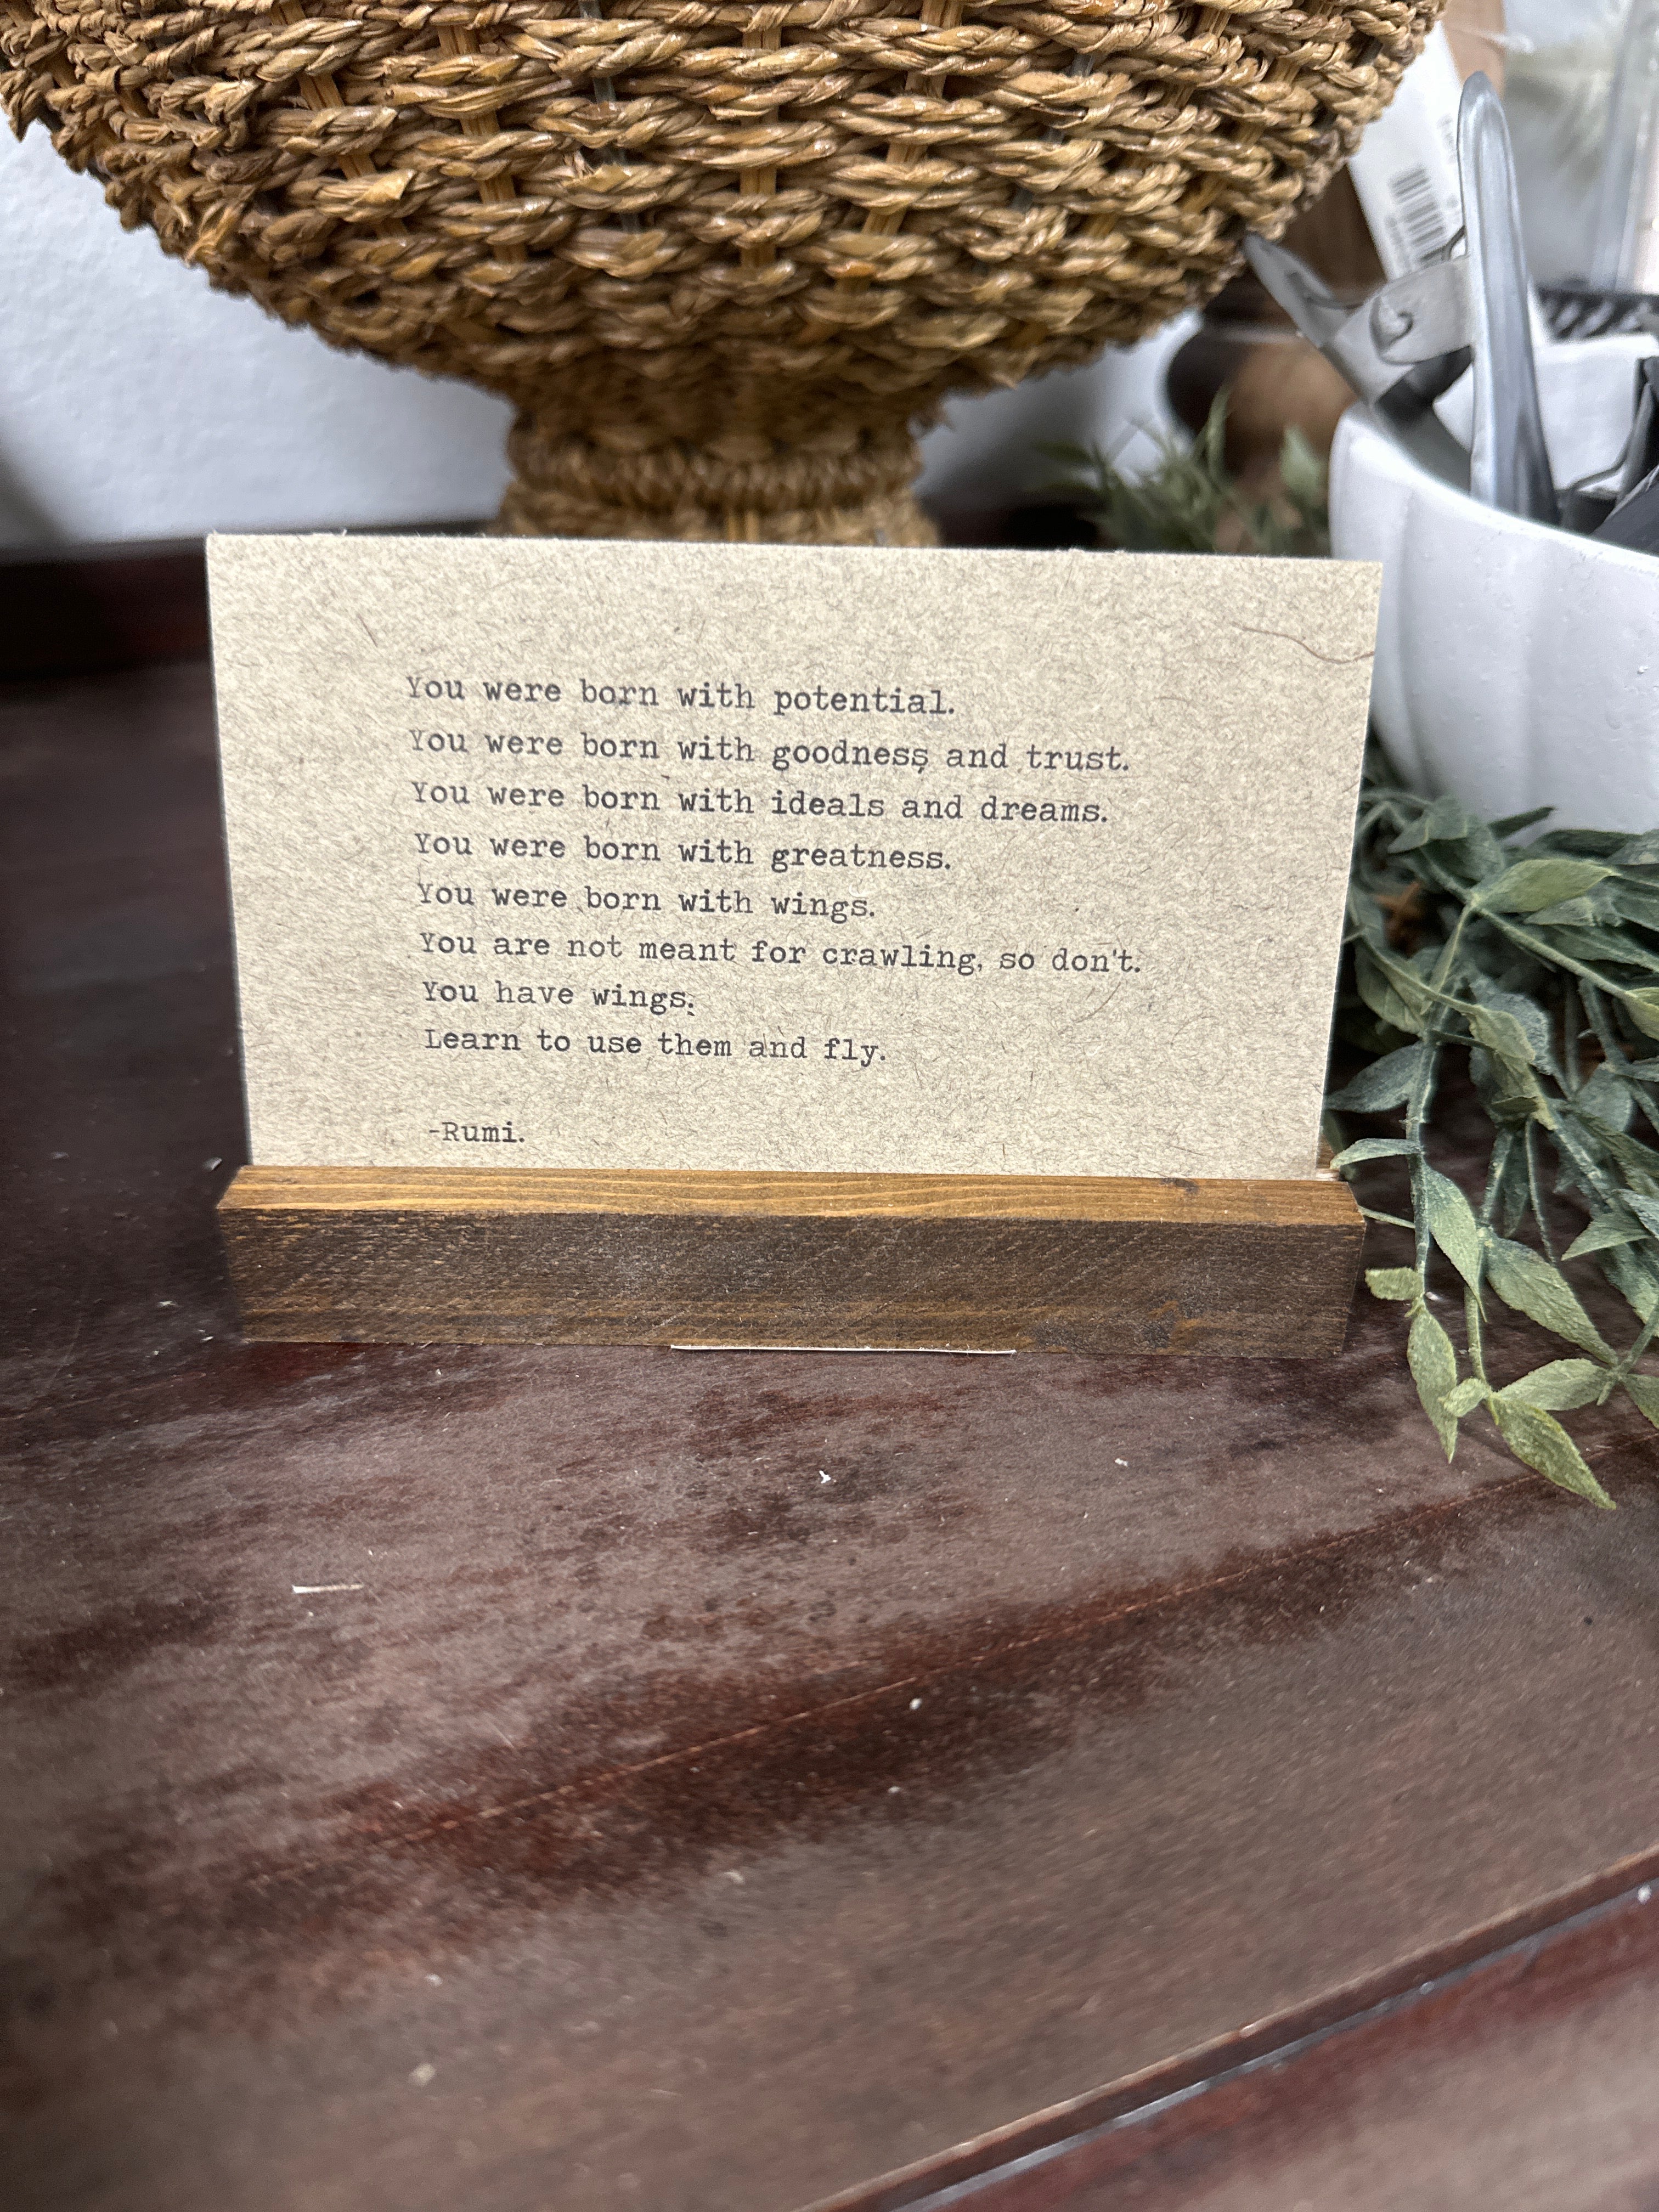 You were born with potential.
You were born with goodness and trust.
You were born with ideals and dreams.
You were born with greatness.
You were born with wings.
You are not meant for crawling, so don't.
You have wings.
Learn to use them and fly.
-Rumi.